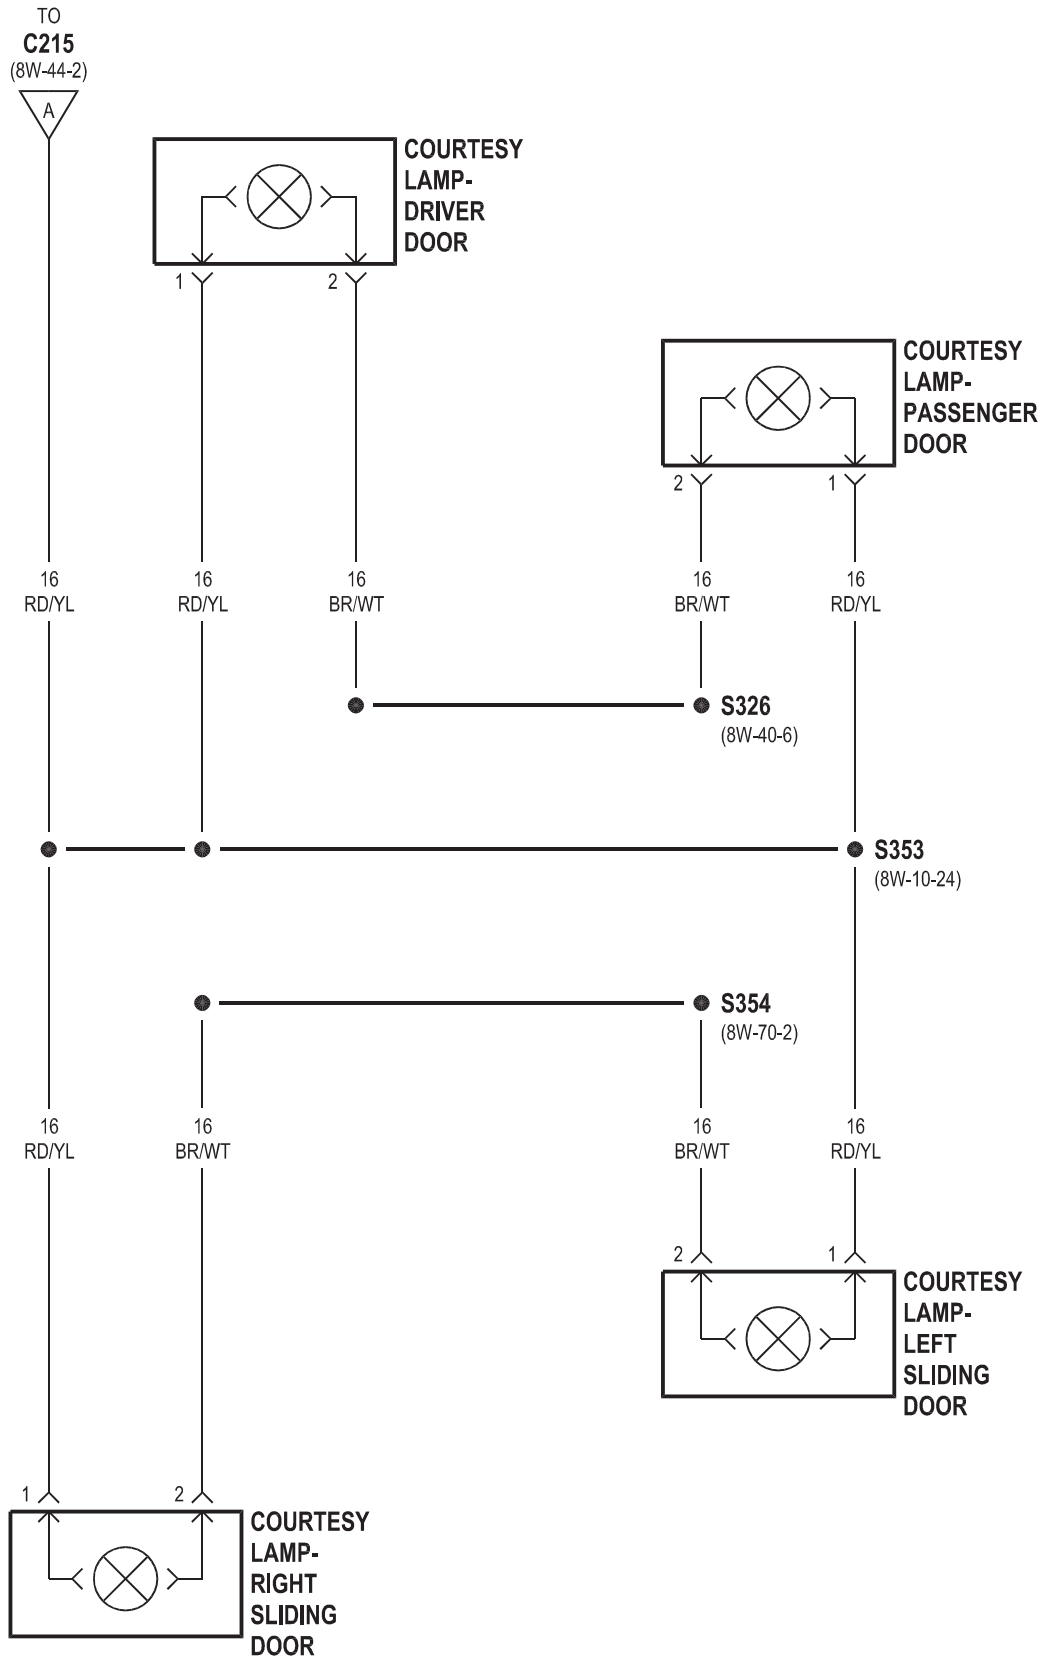 TO
C215
(8W-44-2)
A
COURTESY
LAMP-
DRIVER
DOOR
1
2
COURTESY
LAMP-
PASSENGER
DOOR
2
1
16
RD/YL
16
RD/YL
16
BR/WT
16
BR/WT
16
RD/YL
S326
(8W-40-6)
S353
(8W-10-24)
S354
(8W-70-2)
16
RD/YL
16
BR/WT
16
BR/WT
16
RD/YL
2
1
COURTESY
LAMP-
LEFT
SLIDING
DOOR
1
2
COURTESY
LAMP-
RIGHT
SLIDING
DOOR